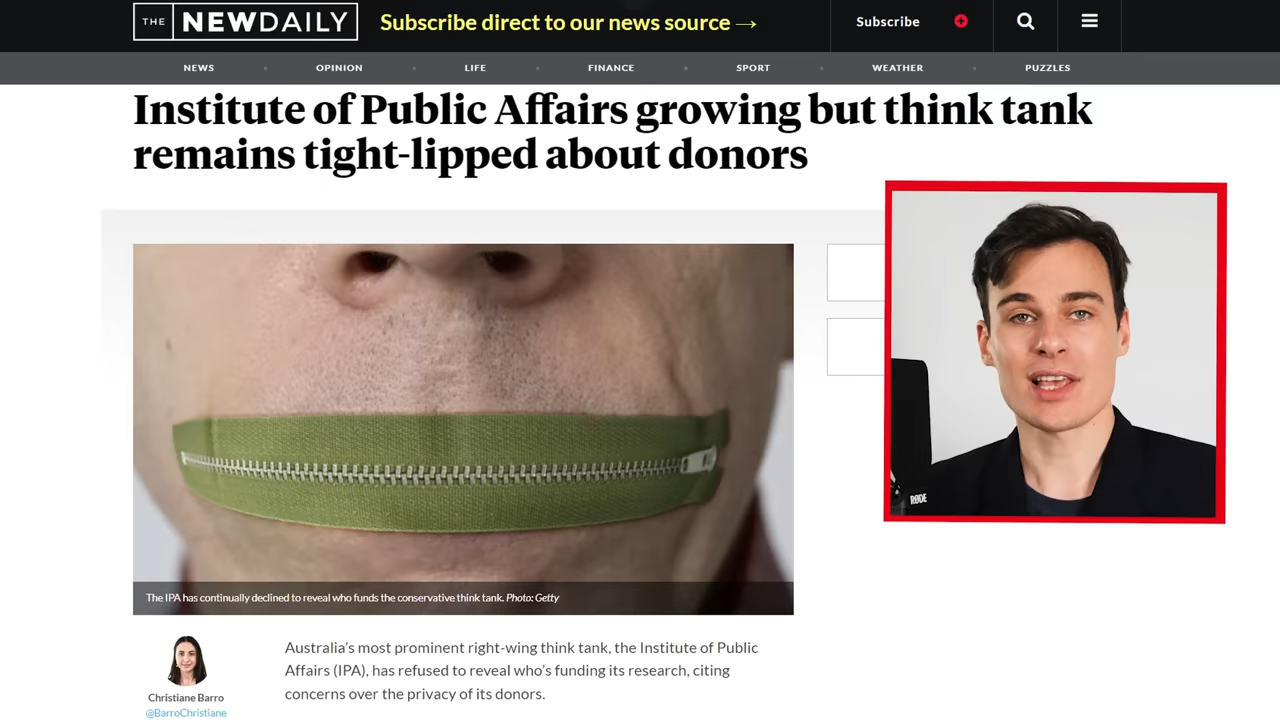 THE NEWDAILY
Subscribe direct to our news source →
Subscribe
NEWS • OPINION • LIFE • FINANCE • SPORT • WEATHER • PUZZLES
Institute of Public Affairs growing but think tank
remains tight-lipped about donors
RØDE
The IPA has continually declined to reveal who funds the conservative think tank. Photo: Getty
Australia’s most prominent right-wing think tank, the Institute of Public
Affairs (IPA), has refused to reveal who’s funding its research, citing
concerns over the privacy of its donors.
Christiane Barro
@BarroChristiane